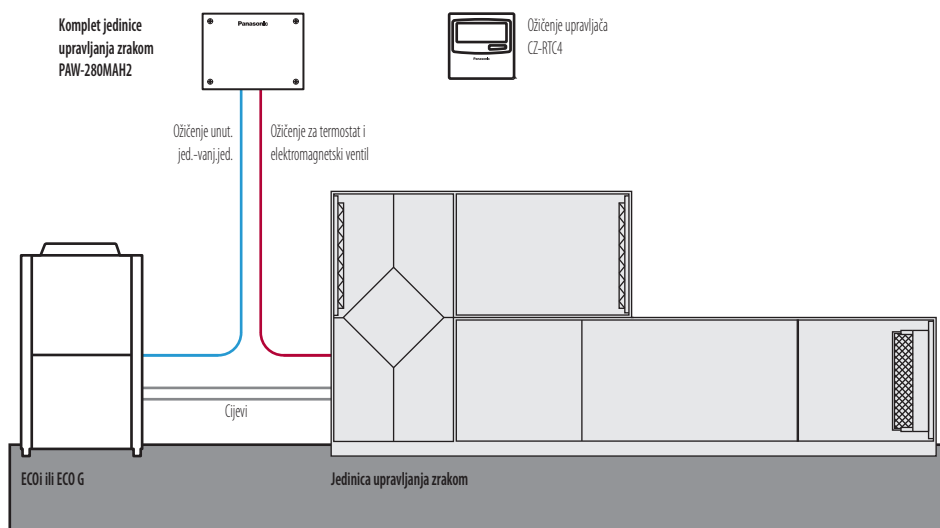 Komplet jedinice
upravljanja zrakom
PAW-280MAH2
Panasonic
Ožičenje upravljača
CZ-RTC4
Panasonic
Ožičenje unut.
jed.-vanj.jed.
Ožičenje za termostat i
elektromagnetski ventil
Cijevi
ECOi ili ECO G
Jedinica upravljanja zrakom